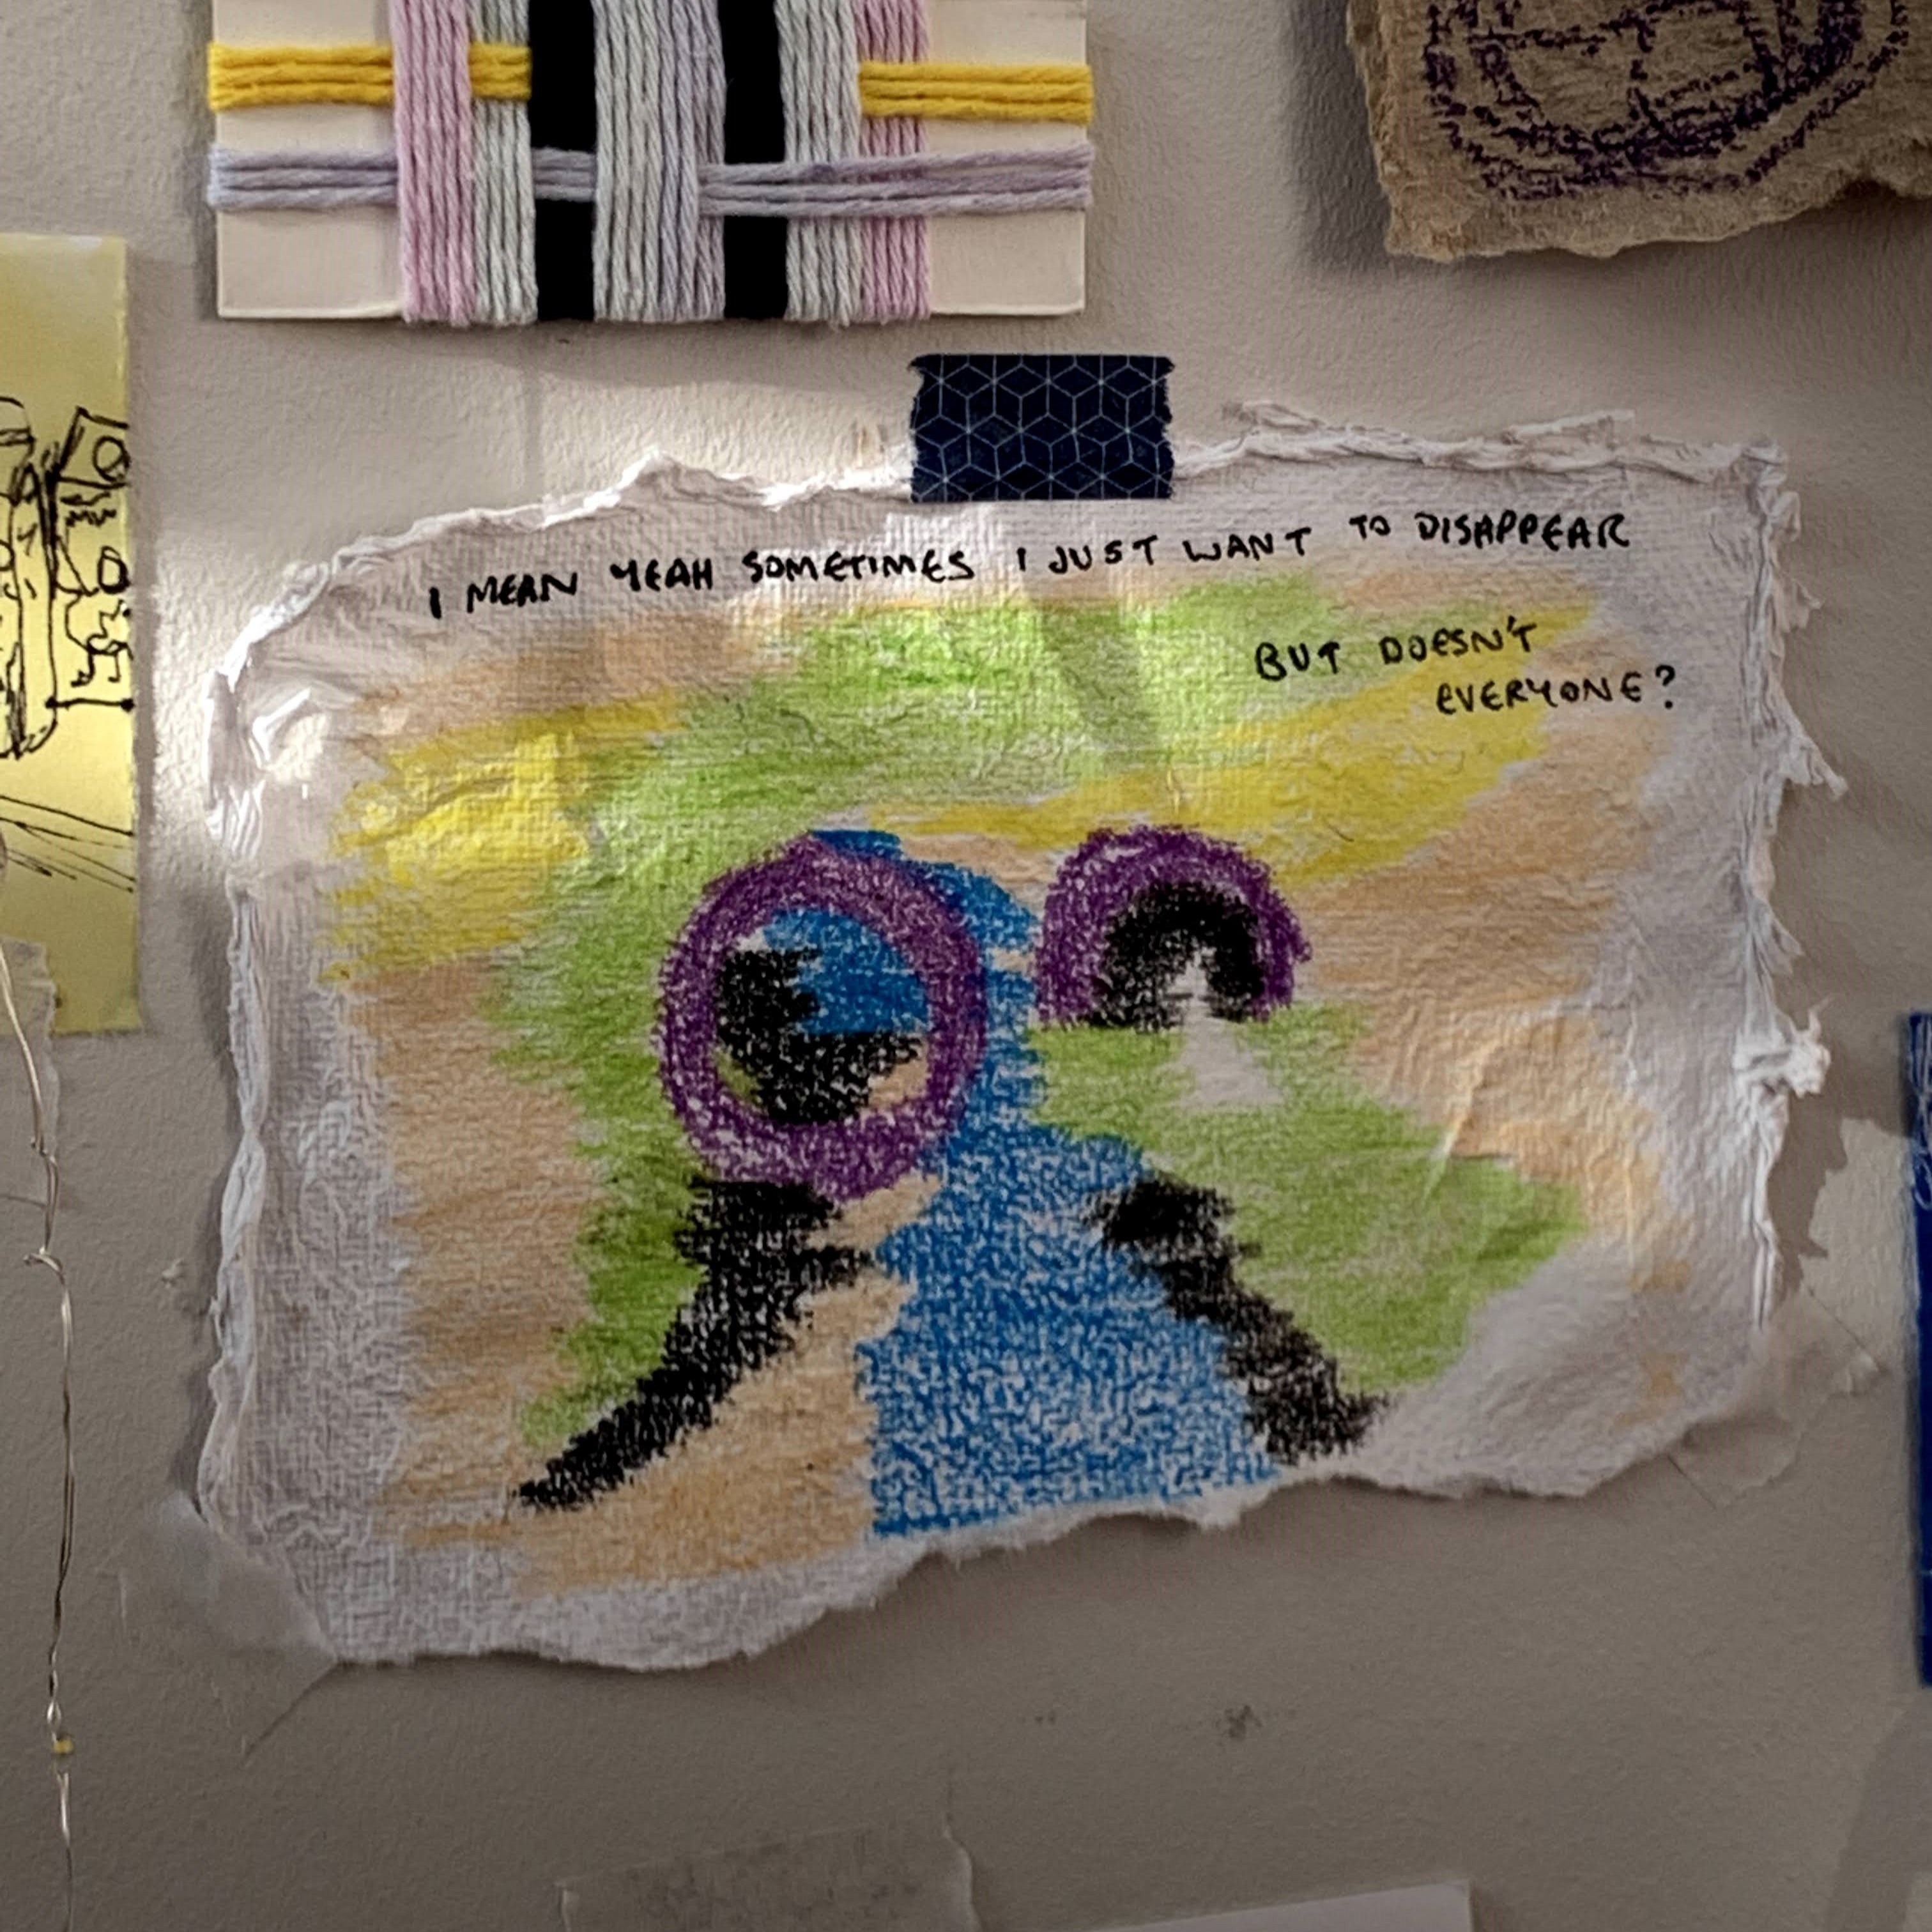 I MEAN YEAH SOMETIMES I JUST WANT TO DISAPPEAR
BUT DOESN'T
EVERYONE?